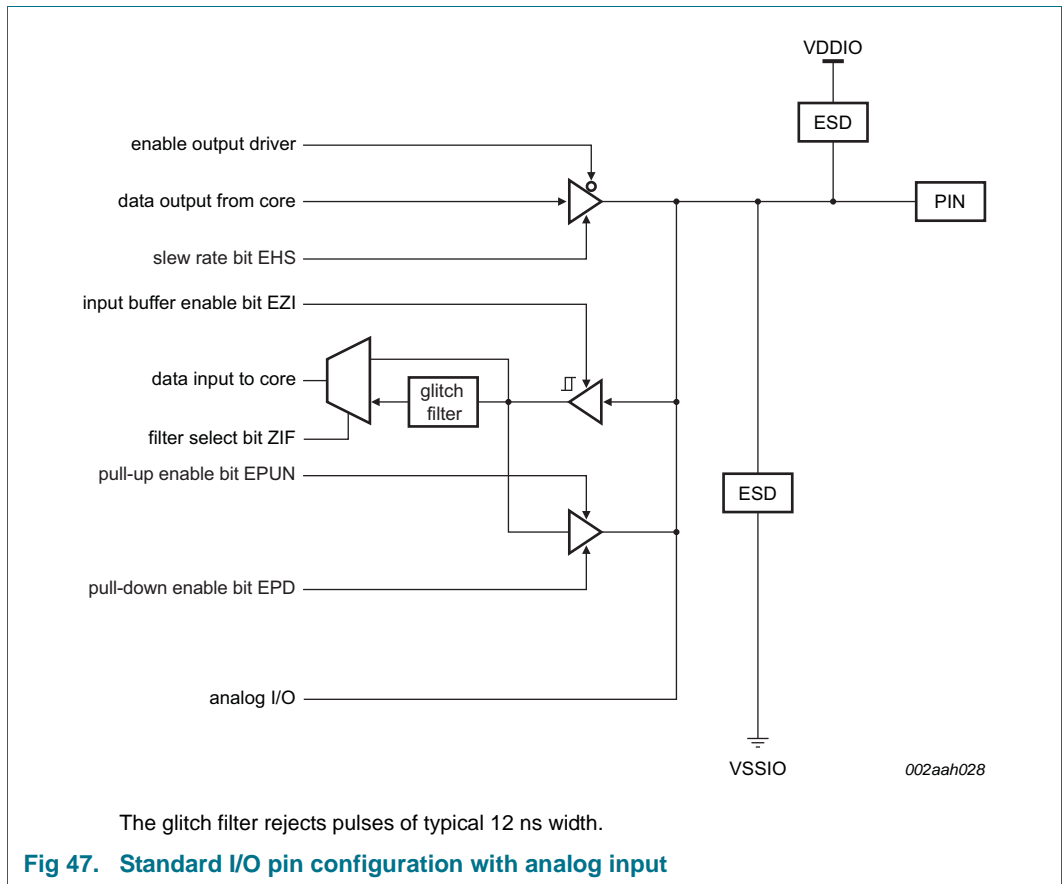 VDDIO
ESD
enable output driver
data output from core
PIN
slew rate bit EHS
input buffer enable bit EZI
data input to core
glitch
filter
filter select bit ZIF
pull-up enable bit EPUN
ESD
pull-down enable bit EPD
analog I/O
VSSIO
002aah028
The glitch filter rejects pulses of typical 12 ns width.
Fig 47. Standard I/O pin configuration with analog input